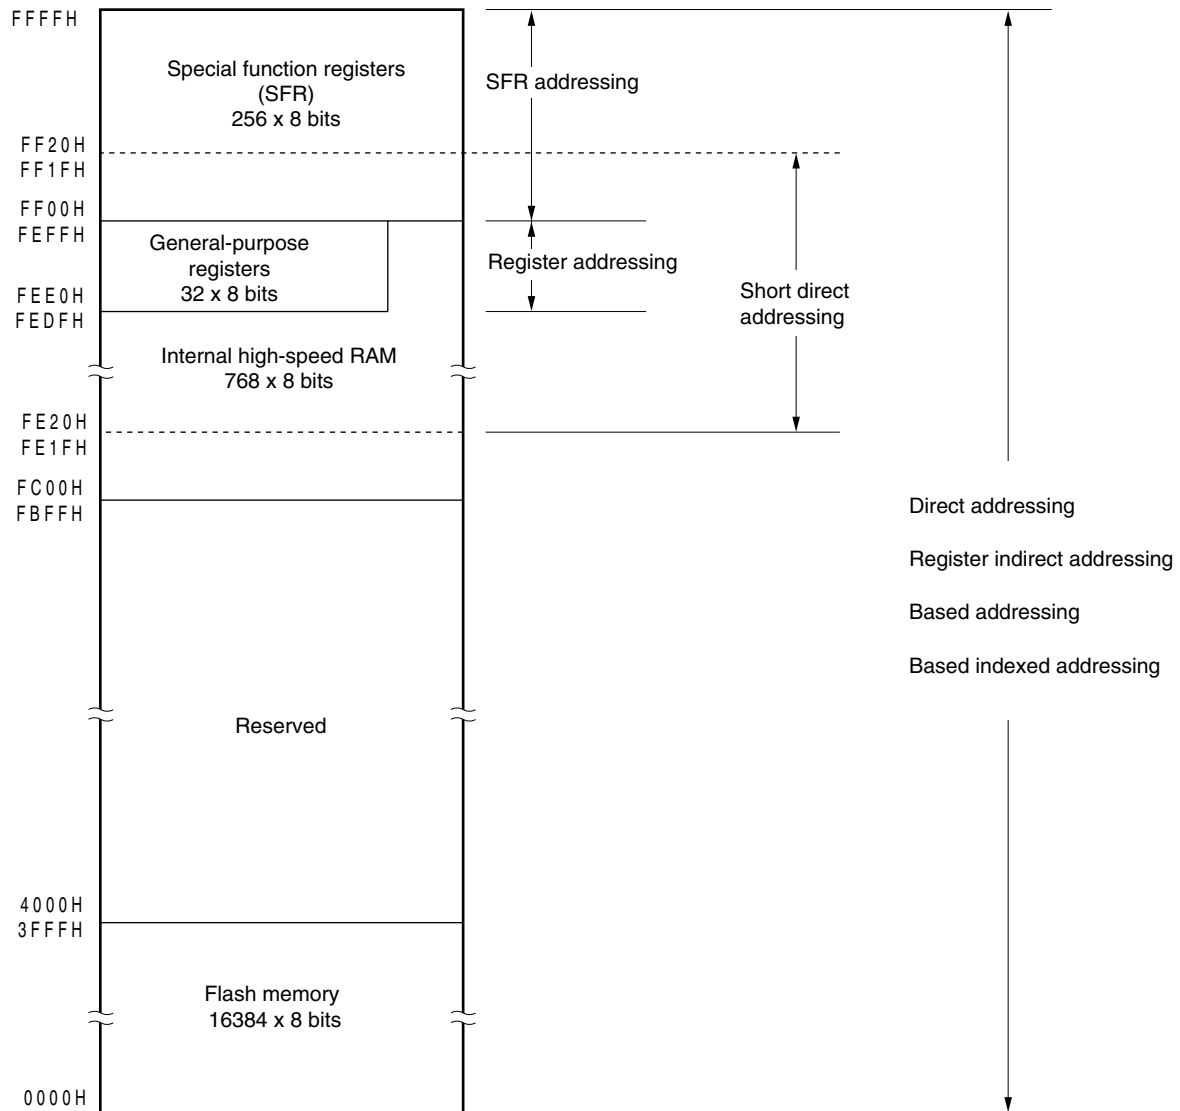 FFFFH
Special function registers
(SFR)
256 x 8 bits
SFR addressing
FF20H
FF1FH
FF00H
FEFFH
General-purpose
registers
32 x 8 bits
Register addressing
FEE0H
FEDFH
Short direct
addressing
Internal high-speed RAM
768 x 8 bits
FE20H
FE1FH
FC00H
FBFFH
Direct addressing
Register indirect addressing
Based addressing
Based indexed addressing
Reserved
4000H
3FFFH
Flash memory
16384 x 8 bits
0000H